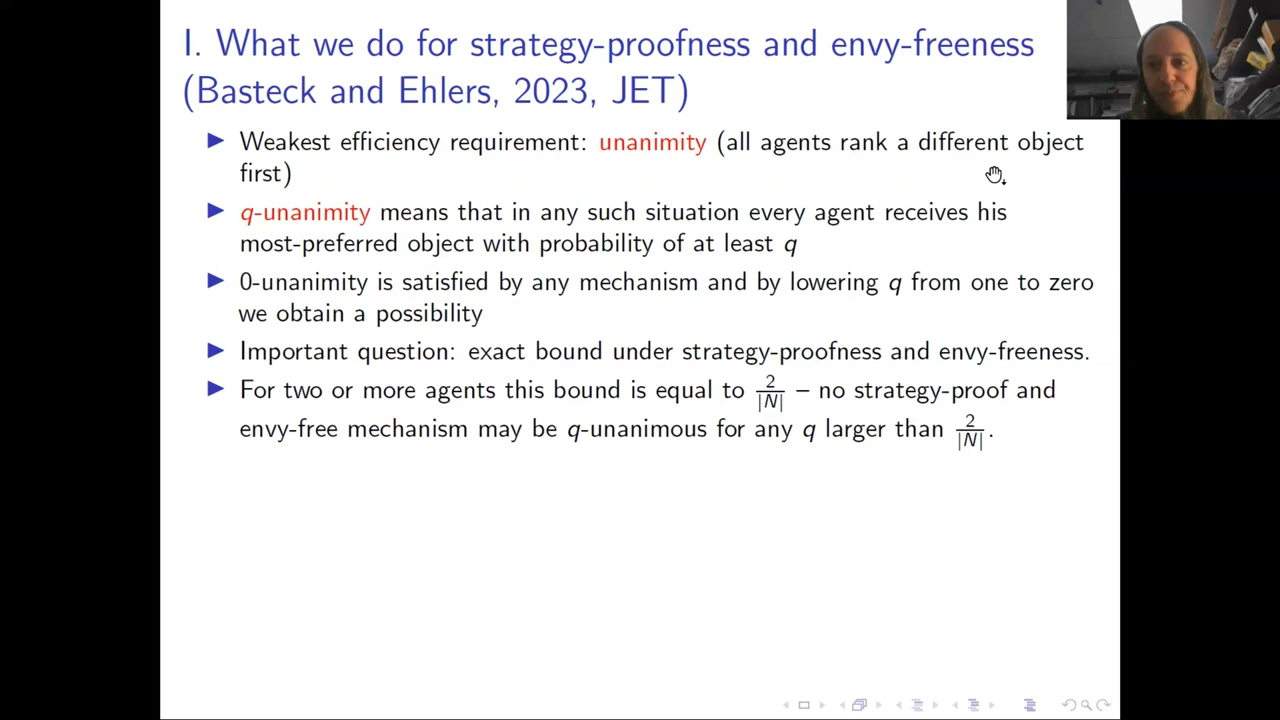 I. What we do for strategy-proofness and envy-freeness
(Basteck and Ehlers, 2023, JET)
▶ Weakest efficiency requirement: unanimity (all agents rank a different object
first)
▶ q-unanimity means that in any such situation every agent receives his
most-preferred object with probability of at least q
▶ 0-unanimity is satisfied by any mechanism and by lowering q from one to zero
we obtain a possibility
▶ Important question: exact bound under strategy-proofness and envy-freeness.
▶ For two or more agents this bound is equal to 2/|N| – no strategy-proof and
envy-free mechanism may be q-unanimous for any q larger than 2/|N|.